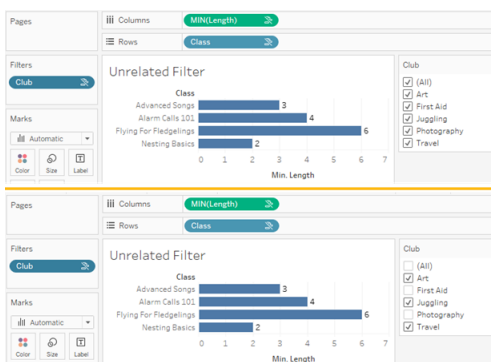 Pages
Columns
MIN(Length)
Rows
Class
Filters
Club
Marks
Automatic
Color
Size
Label
Unrelated Filter
Class
Advanced Songs
3
Alarm Calls 101
4
Flying For Fledgelings
6
Nesting Basics
2
0 1 2 3 4 5 6 7
Min. Length
Club
(All)
Art
First Aid
Juggling
Photography
Travel
Pages
Columns
MIN(Length)
Rows
Class
Filters
Club
Marks
Automatic
Color
Size
Label
Unrelated Filter
Class
Advanced Songs
3
Alarm Calls 101
4
Flying For Fledgelings
6
Nesting Basics
2
0 1 2 3 4 5 6 7
Min. Length
Club
(All)
Art
First Aid
Juggling
Photography
Travel